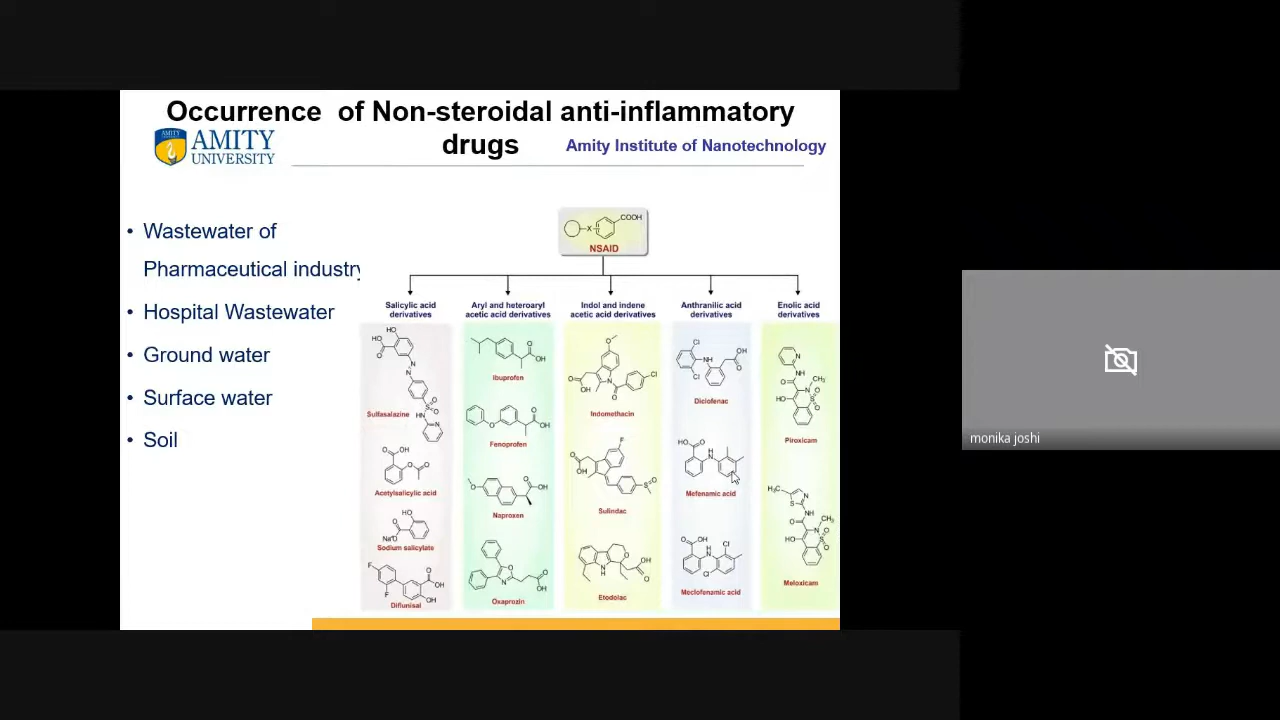 Occurrence of Non-steroidal anti-inflammatory
drugs
AMITY
AMITY
UNIVERSITY
Amity Institute of Nanotechnology
• Wastewater of
Pharmaceutical industry
• Hospital Wastewater
• Ground water
• Surface water
• Soil
COOH
X
NSAID
Salicylic acid
derivatives
Aryl and heteroaryl
acetic acid derivatives
Indol and indene
acetic acid derivatives
Anthranilic acid
derivatives
Enolic acid
derivatives
Sulfasalazine
Acetylsalicylic acid
Sodium salicylate
Diflunisal
Ibuprofen
Fenoprofen
Naproxen
Oxaprozin
Indomethacin
Sulindac
Etodolac
Diclofenac
Mefenamic acid
Meclofenamic acid
Piroxicam
Meloxicam
monika joshi